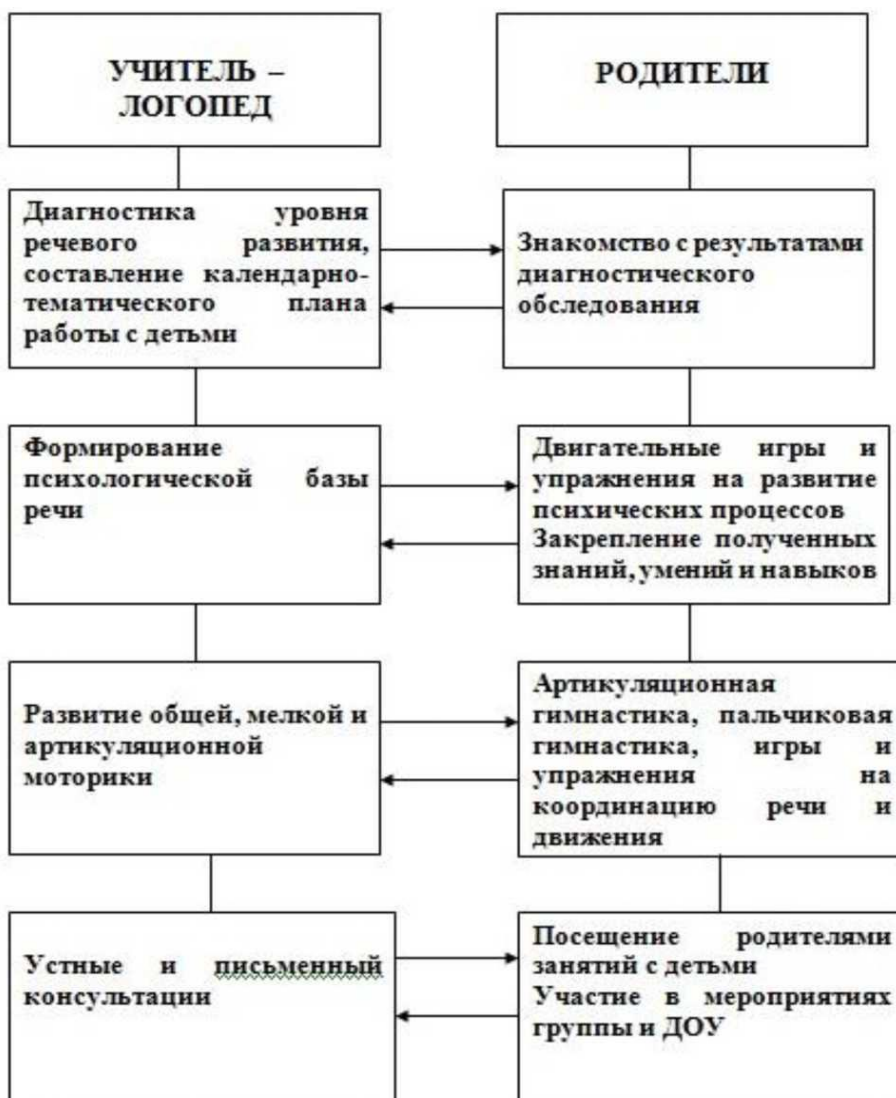 УЧИТЕЛЬ –
ЛОГОПЕД
РОДИТЕЛИ
Диагностика уровня
речевого развития,
составление календарно-
тематического плана
работы с детьми
Знакомство с результатами
диагностического
обследования
Формирование
психологической базы
речи
Двигательные игры и
упражнения на развитие
психических процессов
Закрепление полученных
знаний, умений и навыков
Развитие общей, мелкой и
артикуляционной
моторики
Артикуляционная
гимнастика, пальчиковая
гимнастика, игры и
упражнения на
координацию речи и
движения
Устные и письменный
консультации
Посещение родителями
занятий с детьми
Участие в мероприятиях
группы и ДОУ